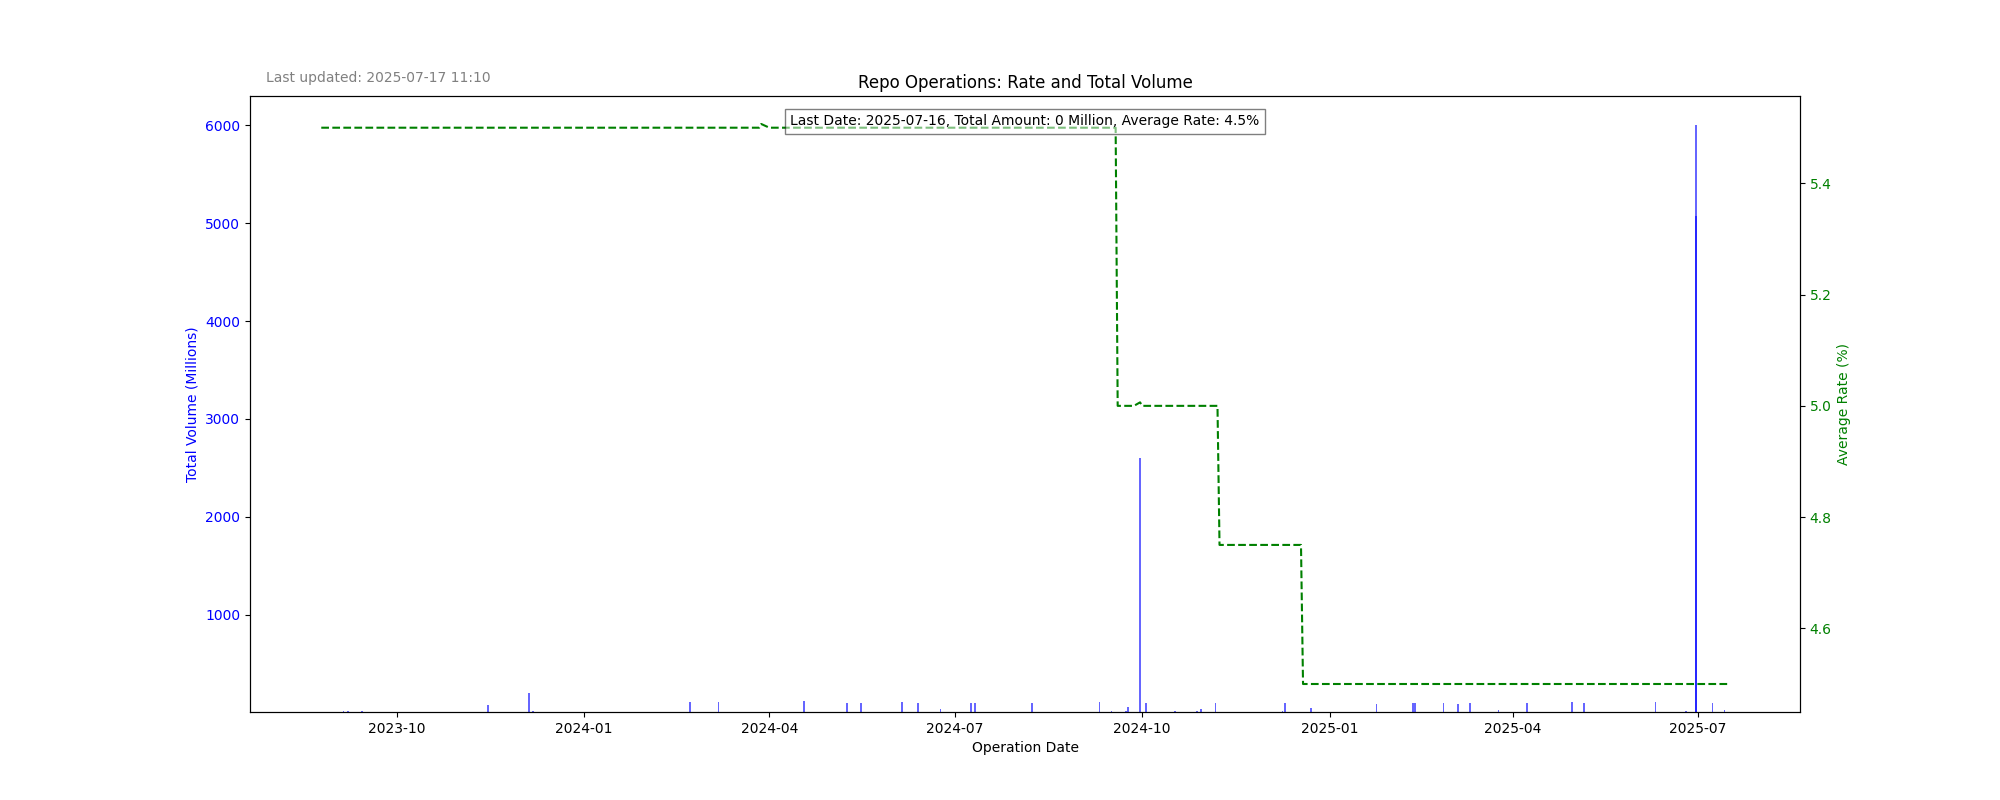 Last updated: 2025-07-17 11:10
Repo Operations: Rate and Total Volume
Last Date: 2025-07-16, Total Amount: 0 Million, Average Rate: 4.5%
6000
5000
4000
3000
2000
1000
Total Volume (Millions)
5.4
5.2
5.0
4.8
4.6
Average Rate (%)
2023-10 2024-01 2024-04 2024-07 2024-10 2025-01 2025-04 2025-07
Operation Date